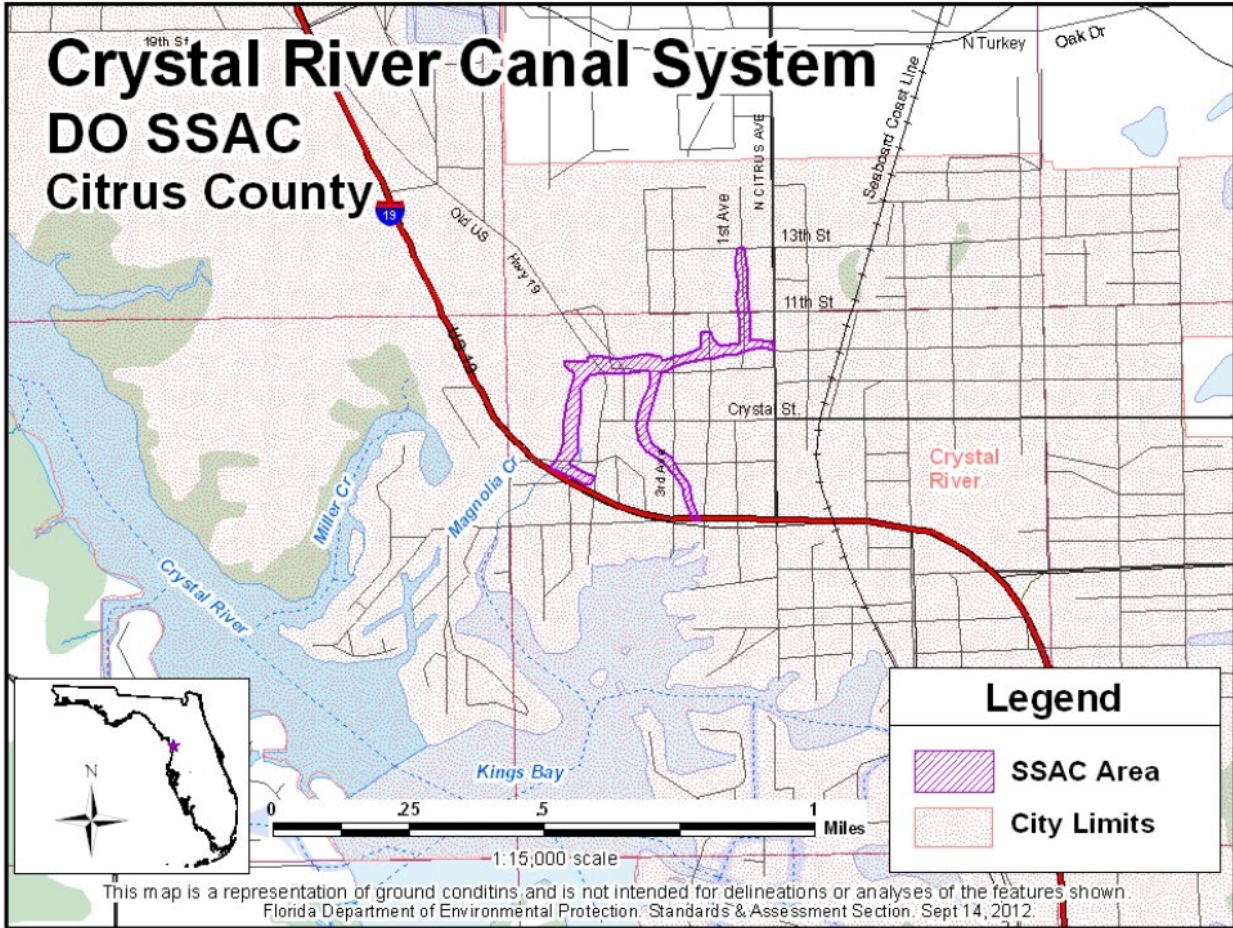 Crystal River Canal System
DO SSAC
Citrus County
19th St
N Turkey
Oak Dr
Seaboard Coast Line
N CITRUS AVE
1st Ave
19
Old US
Hwy 19
13th St
11th St
US 19
Crystal St.
3rd Ave
Crystal
River
Miller Cr
Magnolia Cr
Crystal River
Kings Bay
N
0 .25 .5 1
Miles
1:15,000 scale
Legend
SSAC Area
City Limits
This map is a representation of ground conditins and is not intended for delineations or analyses of the features shown.
Florida Department of Environmental Protection. Standards & Assessment Section. Sept 14, 2012.